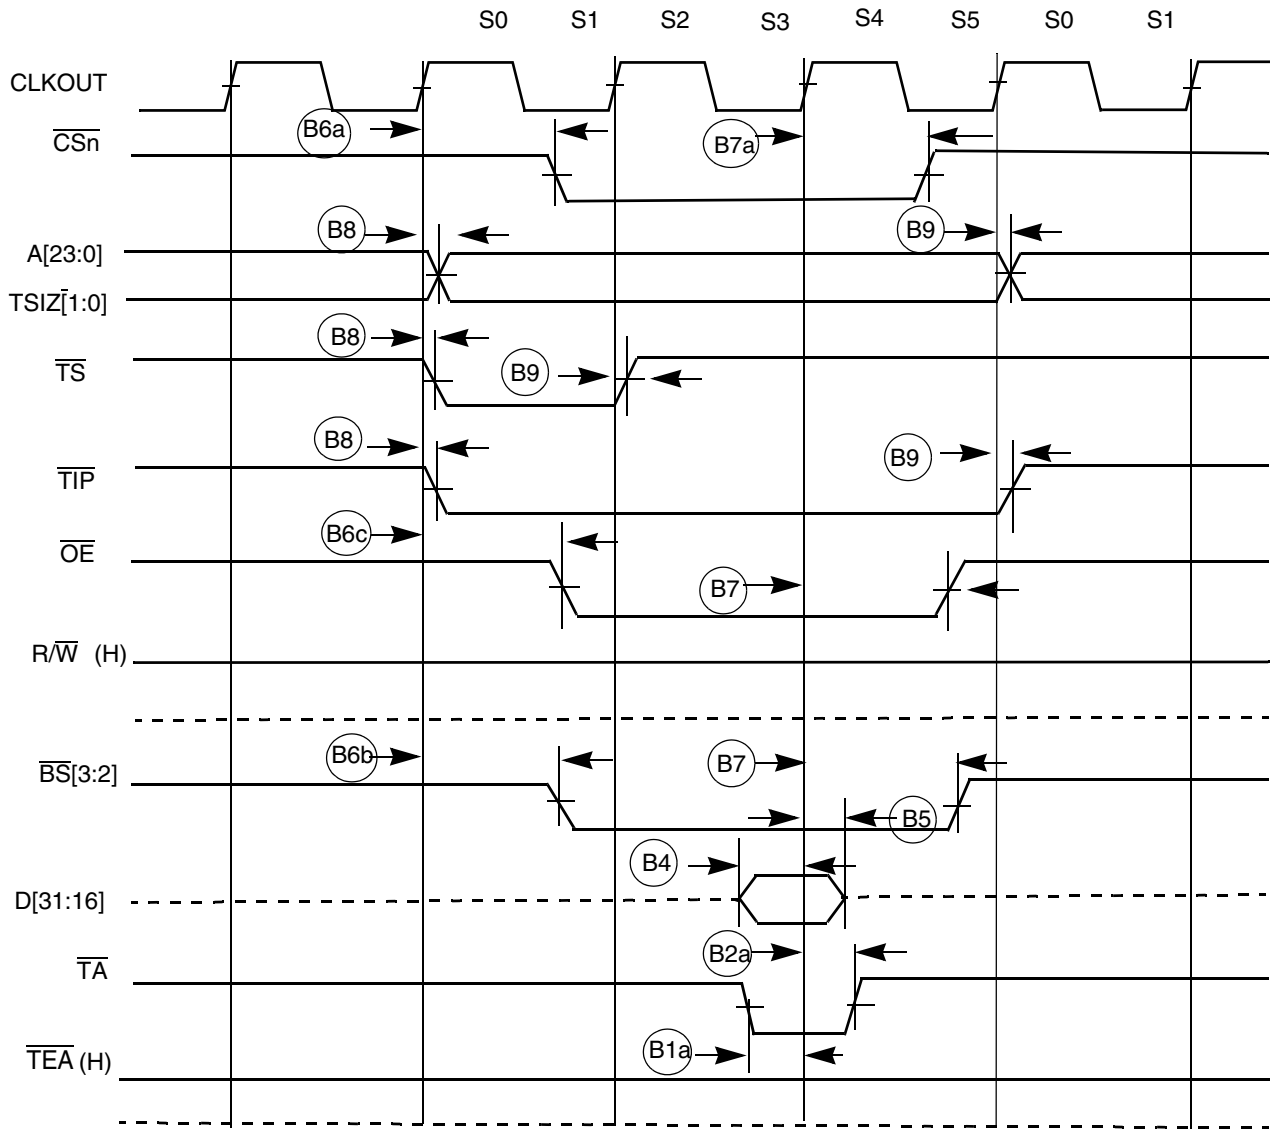 S0 S1 S2 S3 S4 S5 S0 S1
CLKOUT
B6a
CSn
B7a
B8
B9
A[23:0]
TSIZ[1:0]
B8
TS
B9
B8
B9
TIP
B6c
OE
B7
R/W (H)
B6b
B7
BS[3:2]
B5
B4
D[31:16]
B2a
TA
B1a
TEA (H)